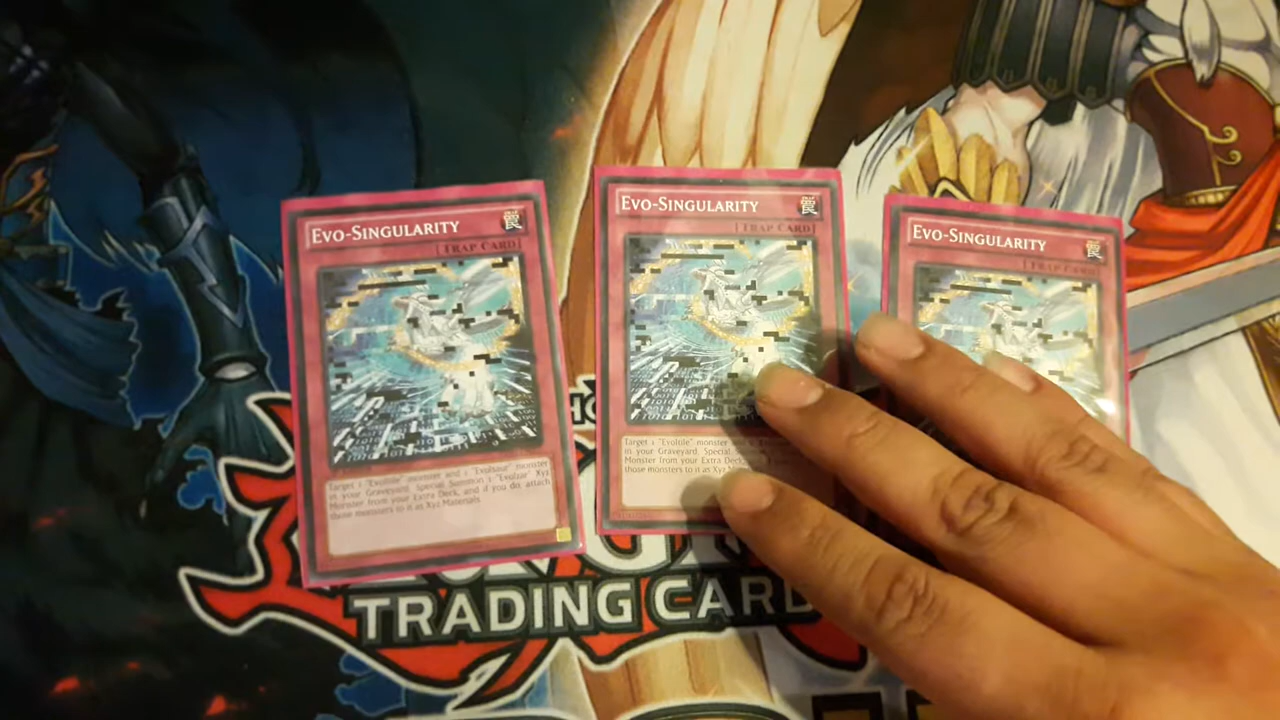 Evo-Singularity
Trap Card
Target 1 "Evoltile" monster and 1 "Evolsaur" monster
in your Graveyard. Special Summon 1 "Evolzar" Xyz
Monster from your Extra Deck, and if you do, attach
those monsters to it as Xyz Materials.
Evo-Singularity
Trap Card
Target 1 "Evoltile" monster and
in your Graveyard. Special
Monster from your Extra Deck,
those monsters to it as Xyz
Evo-Singularity
Trap Card
TRADING CARD